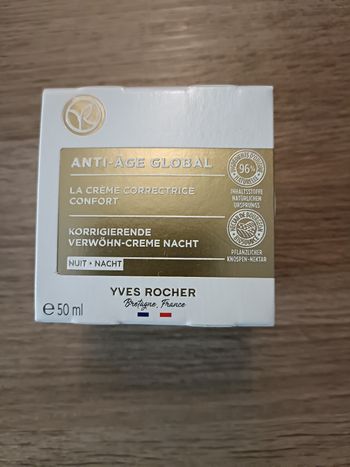 ANTI-ÂGE GLOBAL
LA CRÈME CORRECTRICE
CONFORT
KORRIGIERENDE
VERWÖHN-CREME NACHT
NUIT • NACHT
96%
INHALTSSTOFFE
NATÜRLICHEN
URSPRUNGS
PFLANZLICHER
KNOSPEN-NEKTAR
YVES ROCHER
Bretagne, France
e 50 ml